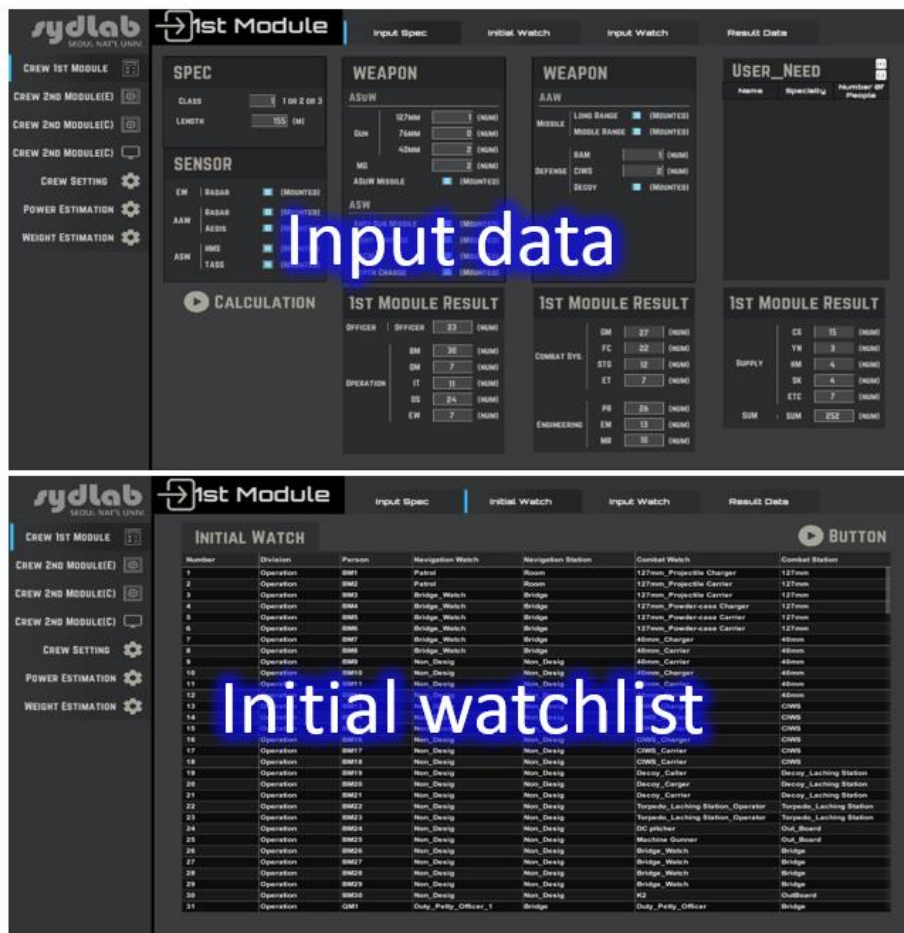 sydlab
SEOUL NAT'L UNIV.
1st Module
Input Spec
Initial Watch
Input Watch
Result Data
CREW 1ST MODULE
CREW 2ND MODULE(E)
CREW 2ND MODULE(C)
CREW 2ND MODULE(C)
CREW SETTING
POWER ESTIMATION
WEIGHT ESTIMATION
SPEC
CLASS 1 1 OR 2 OR 3
LENGTH 155 (M)
SENSOR
EW RADAR (MOUNTED)
AAW RADAR
AEGIS
ASW HMS
TASS
CALCULATION
WEAPON
ASUW
GUN 127MM 1 (NUM)
76MM 0 (NUM)
40MM 2 (NUM)
MG 2 (NUM)
ASUW MISSILE (MOUNTED)
ASW
DEPTH CHARGE (MOUNTED)
WEAPON
AAW
MISSILE LONG RANGE (MOUNTED)
MIDDLE RANGE (MOUNTED)
DEFENSE RAM 1 (NUM)
CIWS 2 (NUM)
DECOY (MOUNTED)
USER_NEED
Name Specialty Number Of People
Input data
1ST MODULE RESULT
OFFICER OFFICER 23 (NUM)
OPERATION BM 30 (NUM)
QM 7 (NUM)
IT 11 (NUM)
OS 24 (NUM)
EW 7 (NUM)
1ST MODULE RESULT
COMBAT SYS. GM 27 (NUM)
FC 22 (NUM)
STG 12 (NUM)
ET 7 (NUM)
ENGINEERING PG 26 (NUM)
EM 13 (NUM)
MR 10 (NUM)
1ST MODULE RESULT
SUPPLY CS 15 (NUM)
YN 3 (NUM)
HM 4 (NUM)
SK 4 (NUM)
ETC 7 (NUM)
SUM SUM 252 (NUM)
sydlab
SEOUL NAT'L UNIV.
1st Module
Input Spec
Initial Watch
Input Watch
Result Data
CREW 1ST MODULE
CREW 2ND MODULE(E)
CREW 2ND MODULE(C)
CREW 2ND MODULE(C)
CREW SETTING
POWER ESTIMATION
WEIGHT ESTIMATION
INITIAL WATCH
BUTTON
Number Division Person Navigation Watch Navigation Station Combat Watch Combat Station
1 Operation BM1 Patrol Room 127mm_Projectile Charger 127mm
2 Operation BM2 Patrol Room 127mm_Projectile Carrier 127mm
3 Operation BM3 Bridge_Watch Bridge 127mm_Projectile Carrier 127mm
4 Operation BM4 Bridge_Watch Bridge 127mm_Powder-case Charger 127mm
5 Operation BM5 Bridge_Watch Bridge 127mm_Powder-case Carrier 127mm
6 Operation BM6 Bridge_Watch Bridge 127mm_Powder-case Carrier 127mm
7 Operation BM7 Bridge_Watch Bridge 40mm_Charger 40mm
8 Operation BM8 Bridge_Watch Bridge 40mm_Carrier 40mm
9 Operation BM9 Non_Desig Non_Desig 40mm_Carrier 40mm
10 Operation BM10 Non_Desig Non_Desig 40mm_Charger 40mm
11 Operation 40mm
12 40mm
13 CIWS
14 CIWS
15 CIWS
16 CIWS
17 Operation BM17 Non_Desig Non_Desig CIWS_Carrier CIWS
18 Operation BM18 Non_Desig Non_Desig CIWS_Carrier CIWS
19 Operation BM19 Non_Desig Non_Desig Decoy_Caller Decoy_Laching Station
20 Operation BM20 Non_Desig Non_Desig Decoy_Carger Decoy_Laching Station
21 Operation BM21 Non_Desig Non_Desig Decoy_Carrier Decoy_Laching Station
22 Operation BM22 Non_Desig Non_Desig Torpedo_Laching Station_Operator Torpedo_Laching Station
23 Operation BM23 Non_Desig Non_Desig Torpedo_Laching Station_Operator Torpedo_Laching Station
24 Operation BM24 Non_Desig Non_Desig DC pitcher Out_Board
25 Operation BM25 Non_Desig Non_Desig Machine Gunner Out_Board
26 Operation BM26 Non_Desig Non_Desig Bridge_Watch Bridge
27 Operation BM27 Non_Desig Non_Desig Bridge_Watch Bridge
28 Operation BM28 Non_Desig Non_Desig Bridge_Watch Bridge
29 Operation BM29 Non_Desig Non_Desig Bridge_Watch Bridge
30 Operation BM30 Non_Desig Non_Desig K2 OutBoard
31 Operation QM1 Duty_Petty_Officer_1 Bridge Duty_Petty_Officer Bridge
Initial watchlist